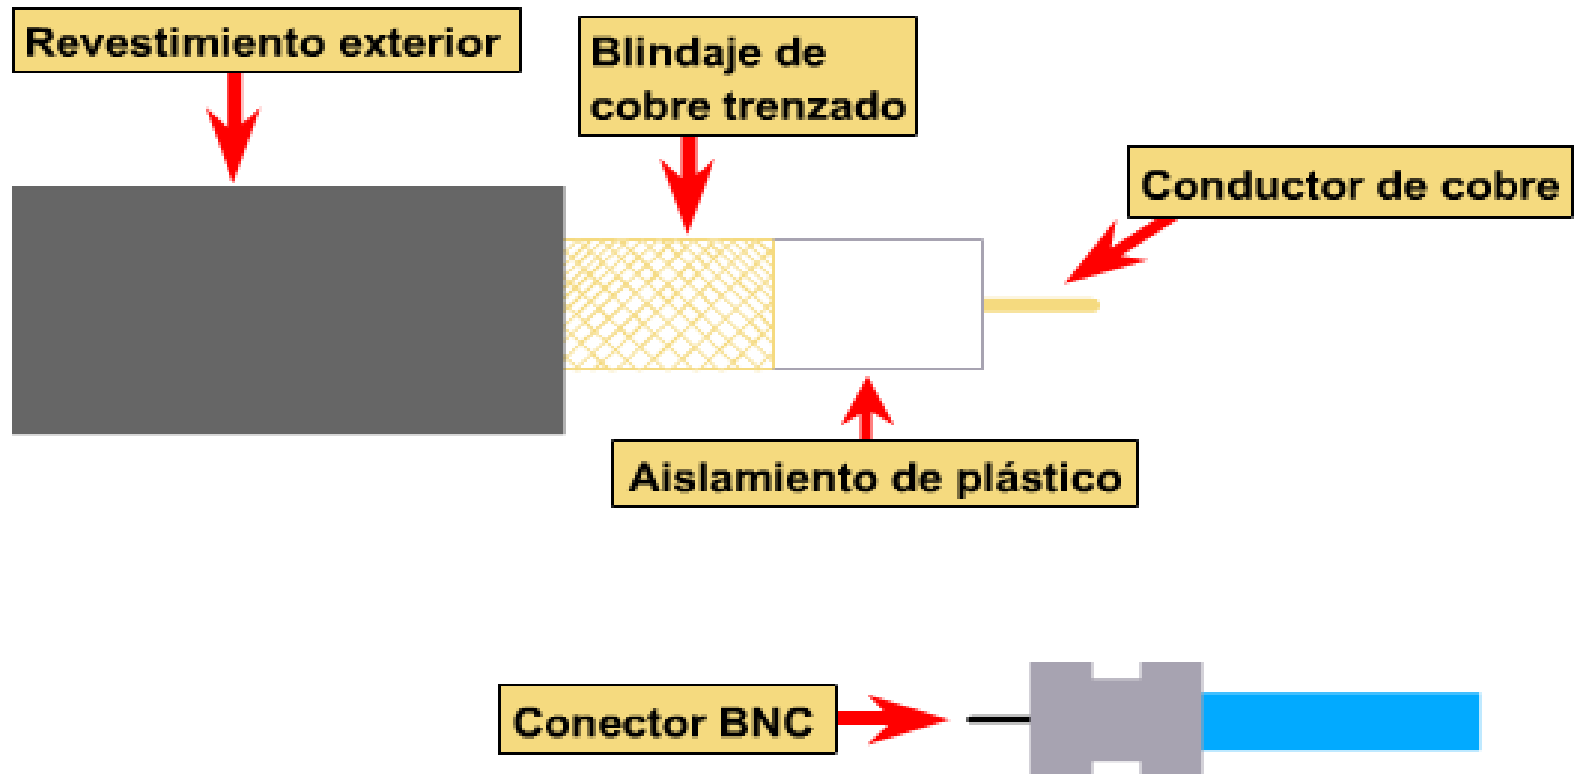 Revestimiento exterior
Blindaje de
cobre trenzado
Conductor de cobre
Aislamiento de plástico
Conector BNC